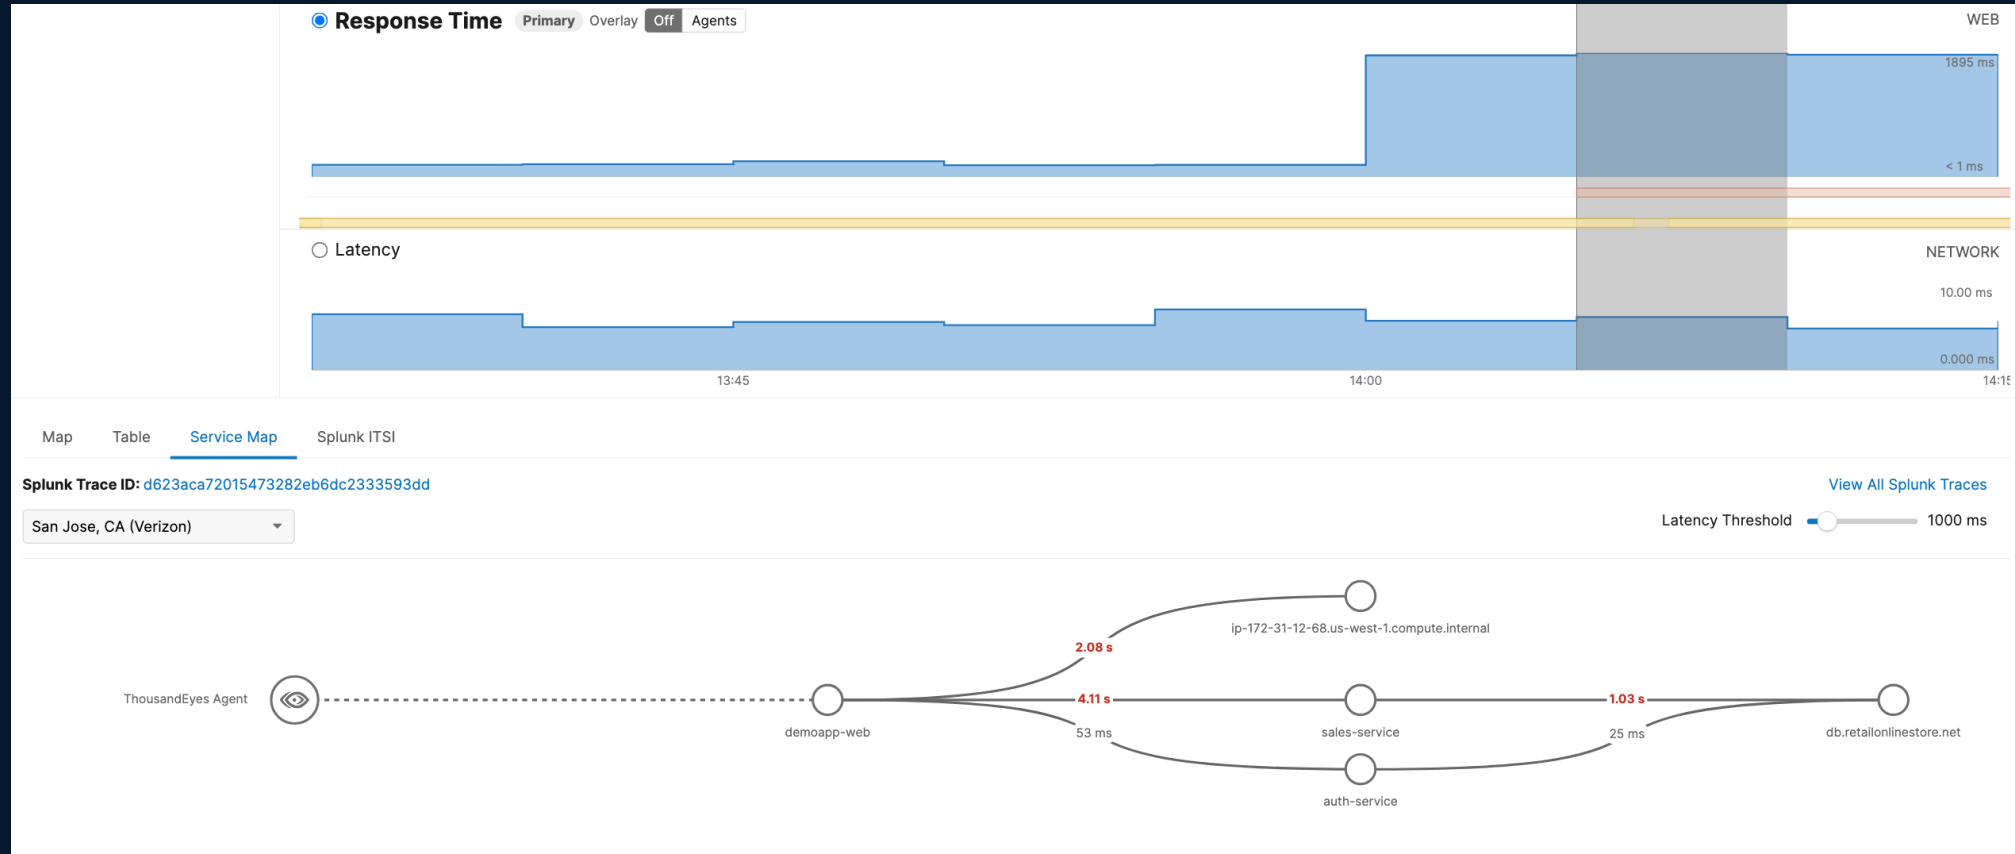 Response Time Primary Overlay Off Agents
WEB
1895 ms
< 1 ms
Latency
NETWORK
10.00 ms
0.000 ms
13:45 14:00 14:15
Map Table Service Map Splunk ITSI
Splunk Trace ID: d623aca72015473282eb6dc2333593dd
View All Splunk Traces
San Jose, CA (Verizon)
Latency Threshold 1000 ms
ip-172-31-12-68.us-west-1.compute.internal
2.08 s
ThousandEyes Agent
4.11 s
1.03 s
demoapp-web
53 ms
sales-service
25 ms
db.retailonlinestore.net
auth-service